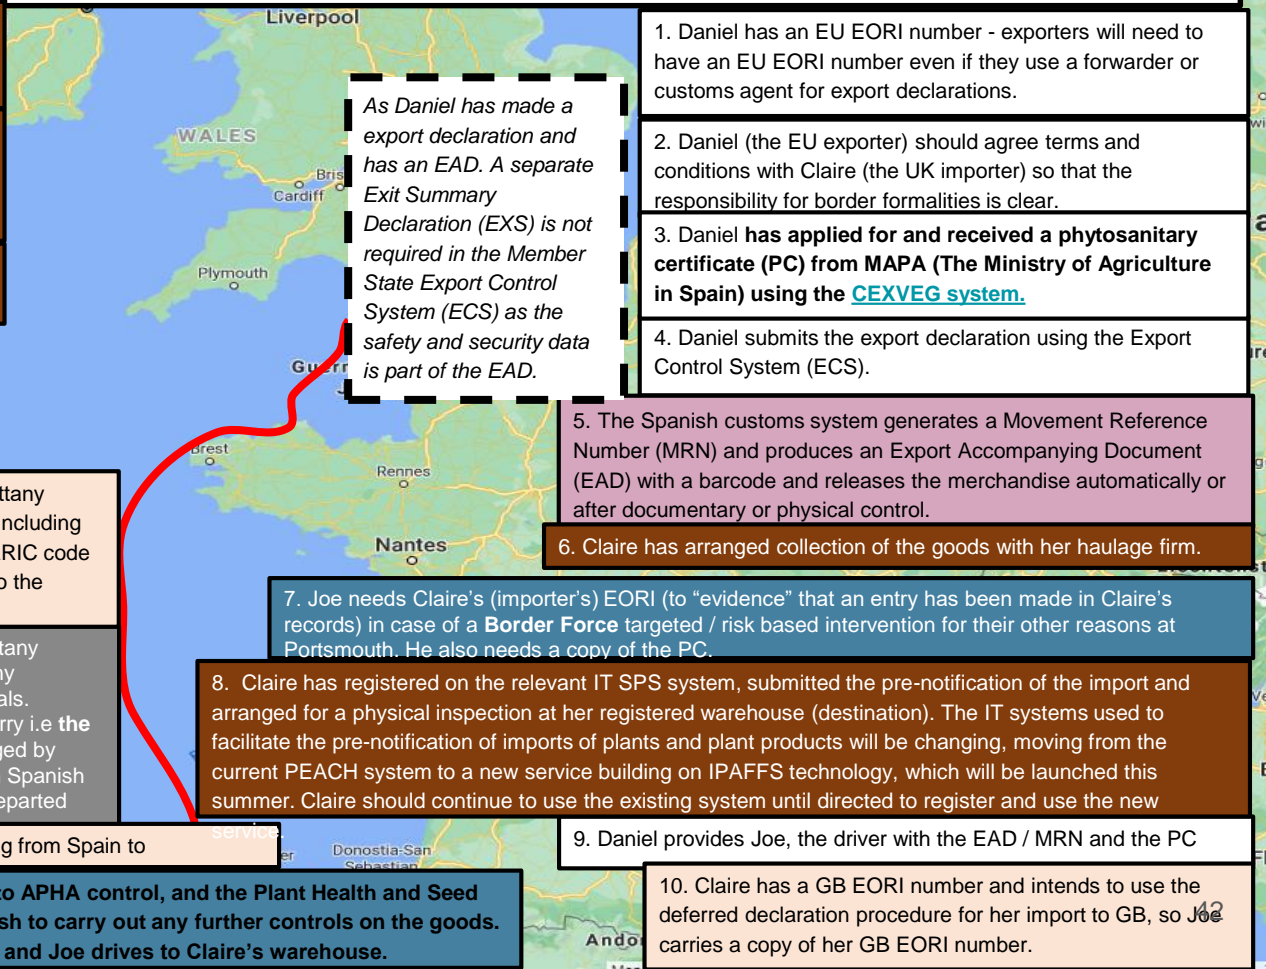 Liverpool
WALES
Bris
Cardiff
Plymouth
Guern
J
Brest
Rennes
Nantes
Donostia-San
Sebastian
Andor
As Daniel has made a
export declaration and
has an EAD. A separate
Exit Summary
Declaration (EXS) is not
required in the Member
State Export Control
System (ECS) as the
safety and security data
is part of the EAD.
1. Daniel has an EU EORI number - exporters will need to
have an EU EORI number even if they use a forwarder or
customs agent for export declarations.
2. Daniel (the EU exporter) should agree terms and
conditions with Claire (the UK importer) so that the
responsibility for border formalities is clear.
3. Daniel has applied for and received a phytosanitary
certificate (PC) from MAPA (The Ministry of Agriculture
in Spain) using the CEXVEG system.
4. Daniel submits the export declaration using the Export
Control System (ECS).
5. The Spanish customs system generates a Movement Reference
Number (MRN) and produces an Export Accompanying Document
(EAD) with a barcode and releases the merchandise automatically or
after documentary or physical control.
6. Claire has arranged collection of the goods with her haulage firm.
7. Joe needs Claire's (importer's) EORI (to “evidence” that an entry has been made in Claire's
records) in case of a Border Force targeted / risk based intervention for their other reasons at
Portsmouth. He also needs a copy of the PC.
8. Claire has registered on the relevant IT SPS system, submitted the pre-notification of the import and
arranged for a physical inspection at her registered warehouse (destination). The IT systems used to
facilitate the pre-notification of imports of plants and plant products will be changing, moving from the
current PEACH system to a new service building on IPAFFS technology, which will be launched this
summer. Claire should continue to use the existing system until directed to register and use the new
service.
9. Daniel provides Joe, the driver with the EAD / MRN and the PC
10. Claire has a GB EORI number and intends to use the
deferred declaration procedure for her import to GB, so Joe
carries a copy of her GB EORI number.
42
ttany
ncluding
RIC code
o the
tany
ny
als.
rry i.e the
ged by
Spanish
eparted
g from Spain to
er
to APHA control, and the Plant Health and Seed
sh to carry out any further controls on the goods.
and Joe drives to Claire's warehouse.